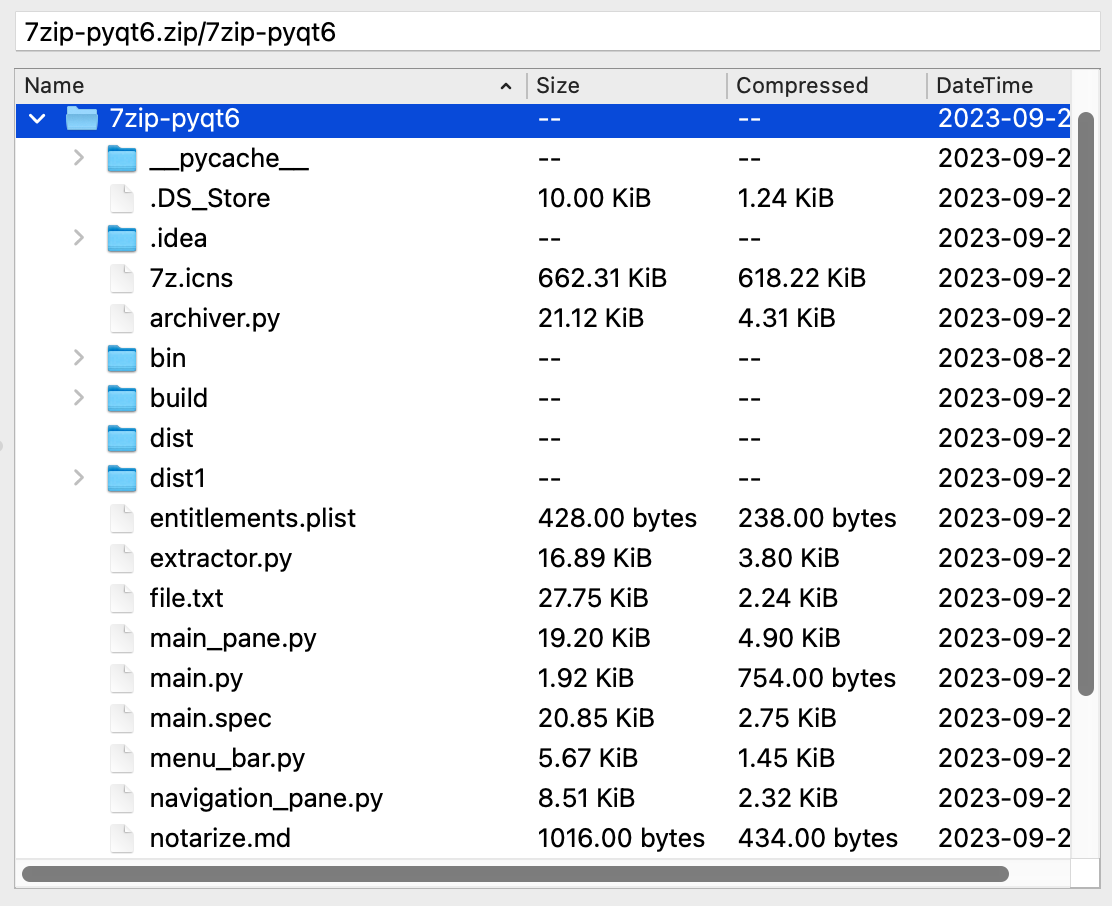 7zip-pyqt6.zip/7zip-pyqt6
Name Size Compressed DateTime
7zip-pyqt6 -- -- 2023-09-2
__pycache__ -- -- 2023-09-2
.DS_Store 10.00 KiB 1.24 KiB 2023-09-2
.idea -- -- 2023-09-2
7z.icns 662.31 KiB 618.22 KiB 2023-09-2
archiver.py 21.12 KiB 4.31 KiB 2023-09-2
bin -- -- 2023-08-2
build -- -- 2023-09-2
dist -- -- 2023-09-2
dist1 -- -- 2023-09-2
entitlements.plist 428.00 bytes 238.00 bytes 2023-09-2
extractor.py 16.89 KiB 3.80 KiB 2023-09-2
file.txt 27.75 KiB 2.24 KiB 2023-09-2
main_pane.py 19.20 KiB 4.90 KiB 2023-09-2
main.py 1.92 KiB 754.00 bytes 2023-09-2
main.spec 20.85 KiB 2.75 KiB 2023-09-2
menu_bar.py 5.67 KiB 1.45 KiB 2023-09-2
navigation_pane.py 8.51 KiB 2.32 KiB 2023-09-2
notarize.md 1016.00 bytes 434.00 bytes 2023-09-2